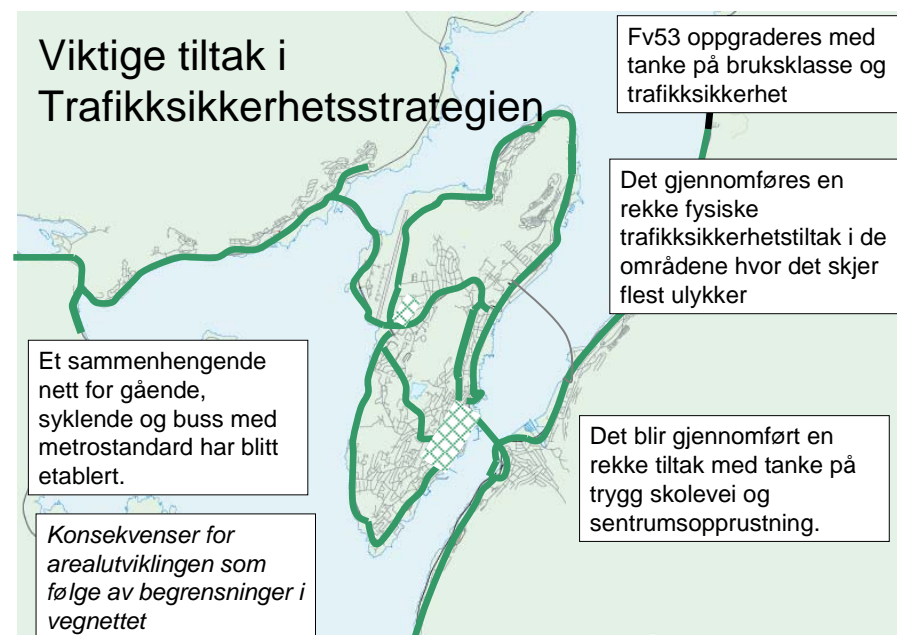 Viktige tiltak i
Trafikksikkerhetsstrategien
Fv53 oppgraderes med
tanke på bruksklasse og
trafikksikkerhet
Det gjennomføres en
rekke fysiske
trafikksikkerhetstiltak i de
områdene hvor det skjer
flest ulykker
Et sammenhengende
nett for gående,
syklende og buss med
metrostandard har blitt
etablert.
Det blir gjennomført en
rekke tiltak med tanke på
trygg skolevei og
sentrumsopprustning.
Konsekvenser for
arealutviklingen som
følge av begrensninger i
vegnettet